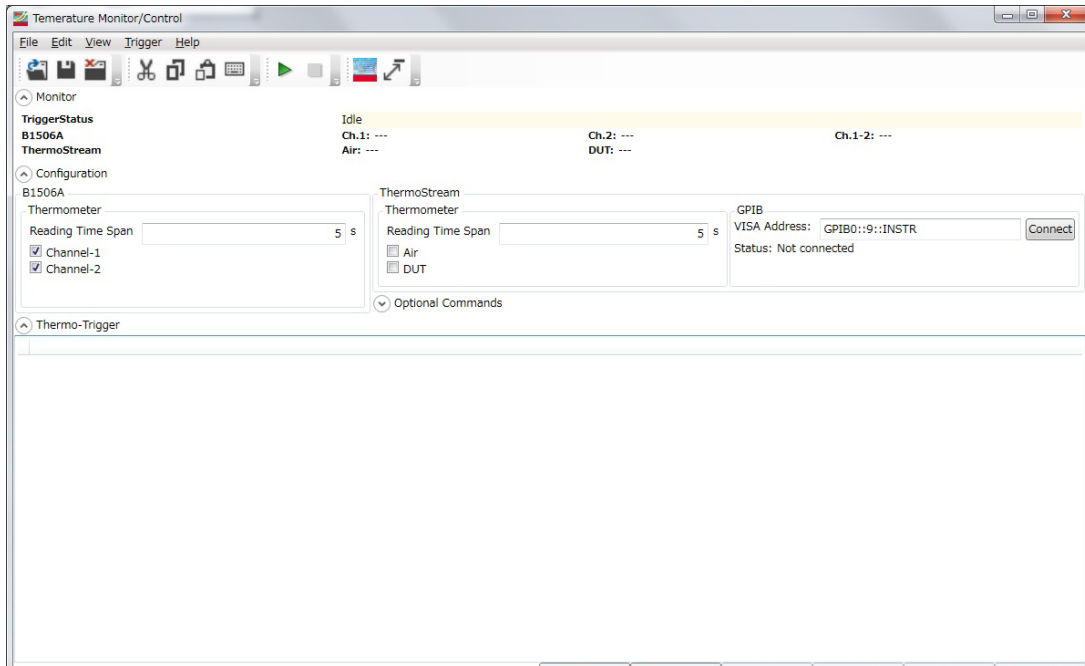 Temerature Monitor/Control
File Edit View Trigger Help
Monitor
TriggerStatus Idle
B1506A Ch.1: --- Ch.2: --- Ch.1-2: ---
ThermoStream Air: --- DUT: ---
Configuration
B1506A
Thermometer
Reading Time Span 5 s
Channel-1
Channel-2
ThermoStream
Thermometer
Reading Time Span 5 s
Air
DUT
GPIB
VISA Address: GPIB0::9::INSTR Connect
Status: Not connected
Optional Commands
Thermo-Trigger